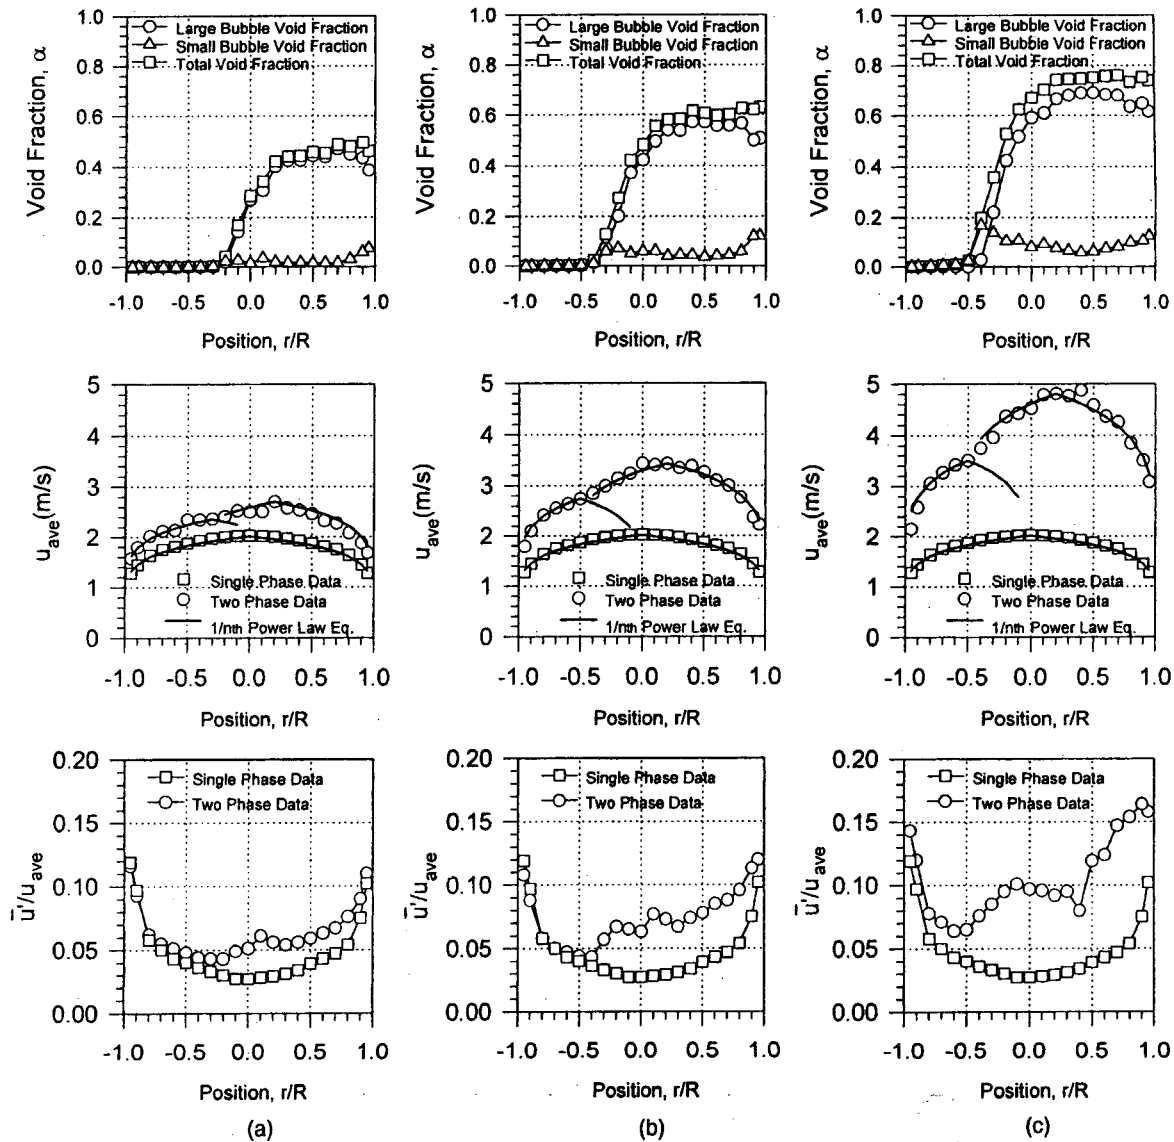 Large Bubble Void Fraction
Small Bubble Void Fraction
Total Void Fraction
Void Fraction, α
1.0
0.8
0.6
0.4
0.2
0.0
-1.0 -0.5 0.0 0.5 1.0
Position, r/R
Large Bubble Void Fraction
Small Bubble Void Fraction
Total Void Fraction
Void Fraction, α
1.0
0.8
0.6
0.4
0.2
0.0
-1.0 -0.5 0.0 0.5 1.0
Position, r/R
Large Bubble Void Fraction
Small Bubble Void Fraction
Total Void Fraction
Void Fraction, α
1.0
0.8
0.6
0.4
0.2
0.0
-1.0 -0.5 0.0 0.5 1.0
Position, r/R
u_ave(m/s)
5
4
3
2
1
0
Single Phase Data
Two Phase Data
1/nth Power Law Eq.
-1.0 -0.5 0.0 0.5 1.0
Position, r/R
u_ave(m/s)
5
4
3
2
1
0
Single Phase Data
Two Phase Data
1/nth Power Law Eq.
-1.0 -0.5 0.0 0.5 1.0
Position, r/R
u_ave(m/s)
5
4
3
2
1
0
Single Phase Data
Two Phase Data
1/nth Power Law Eq.
-1.0 -0.5 0.0 0.5 1.0
Position, r/R
ū'/u_ave
0.20
0.15
0.10
0.05
0.00
Single Phase Data
Two Phase Data
-1.0 -0.5 0.0 0.5 1.0
Position, r/R
(a)
ū'/u_ave
0.20
0.15
0.10
0.05
0.00
Single Phase Data
Two Phase Data
-1.0 -0.5 0.0 0.5 1.0
Position, r/R
(b)
ū'/u_ave
0.20
0.15
0.10
0.05
0.00
Single Phase Data
Two Phase Data
-1.0 -0.5 0.0 0.5 1.0
Position, r/R
(c)